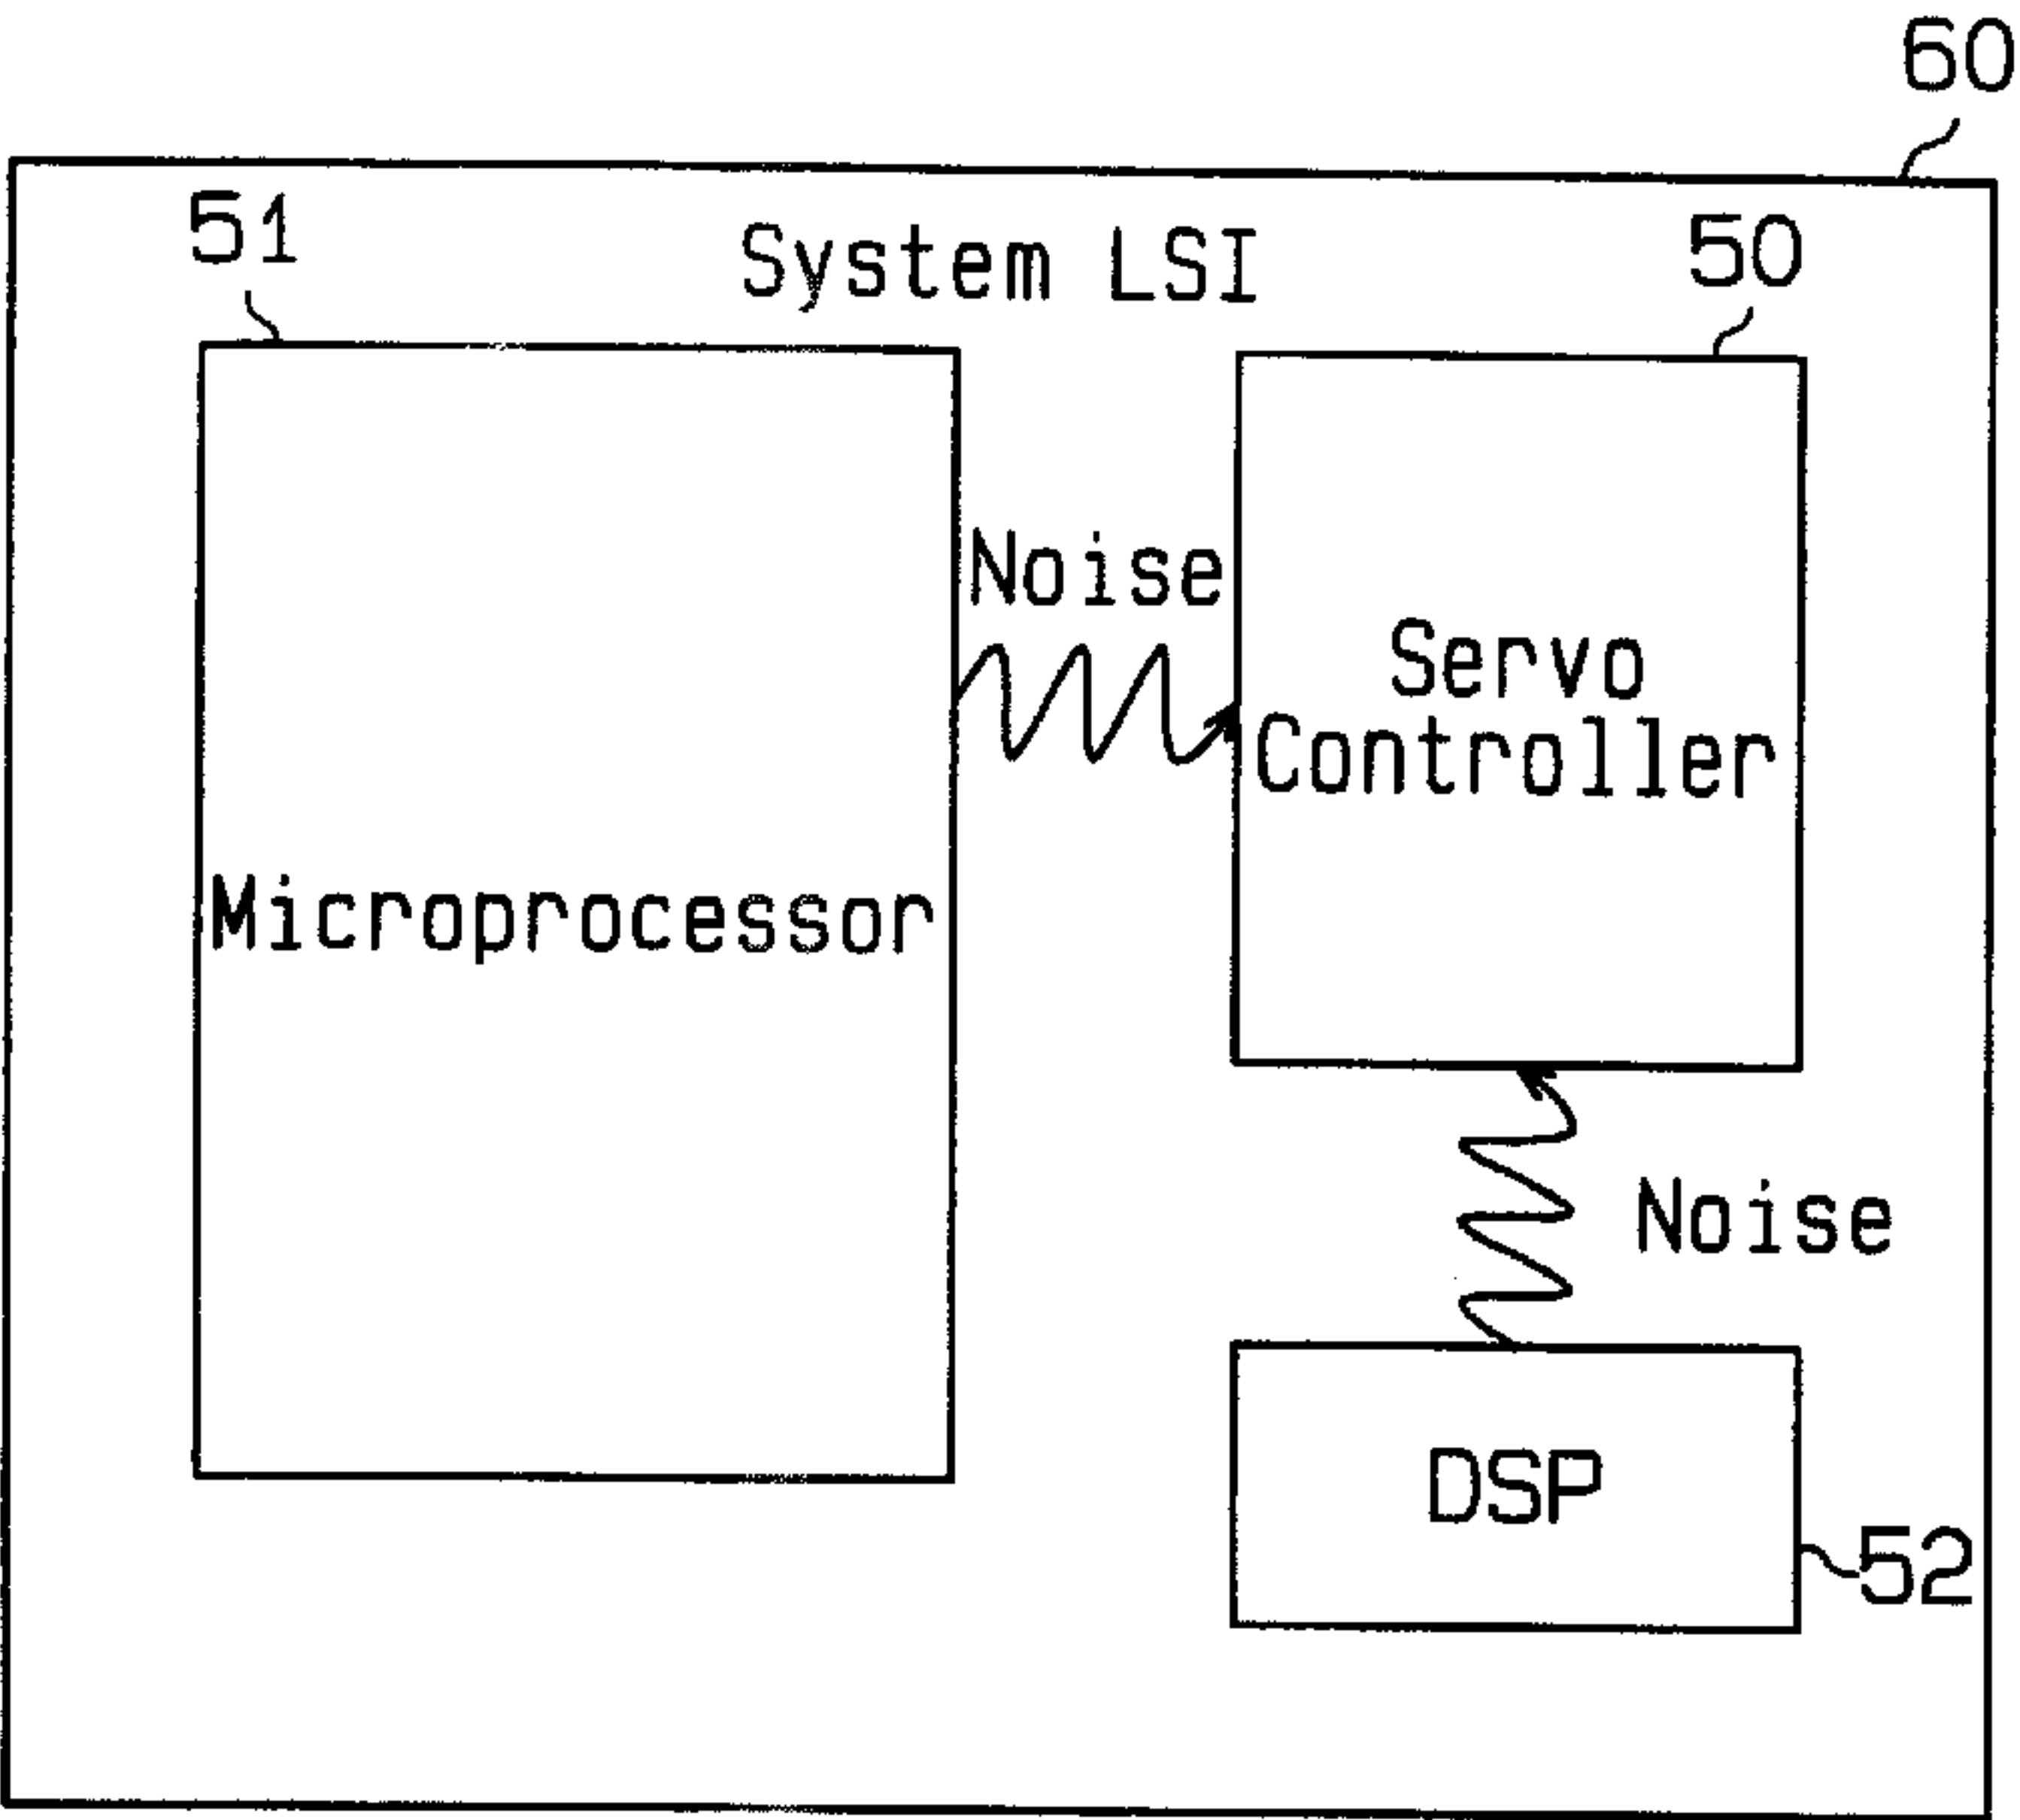 60
51
System LSI
50
Noise
Servo
Controller
Microprocessor
Noise
DSP
52